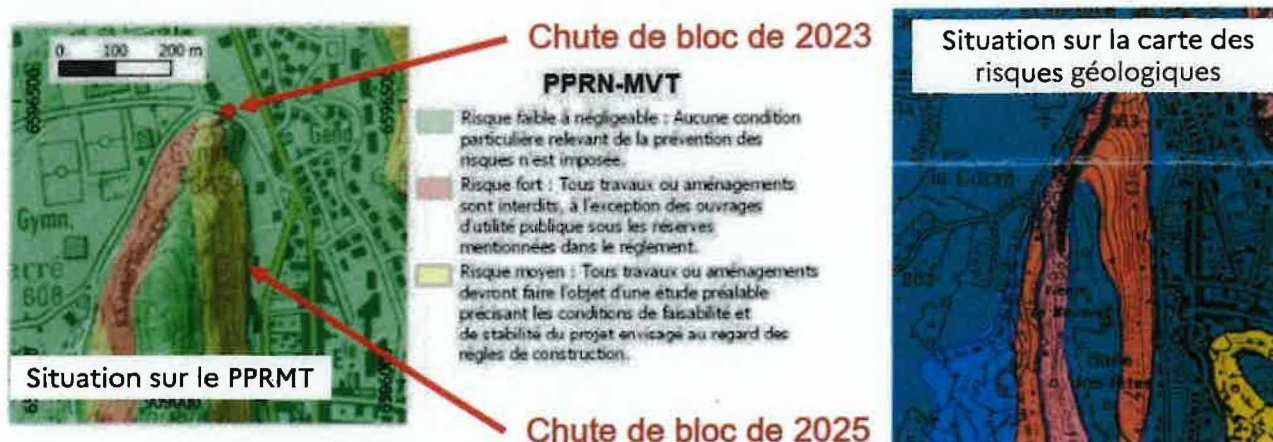 Chute de bloc de 2023
0 100 200 m
PPRN-MVT
Risque faible à négligeable : Aucune condition
particulière relevant de la prévention des
risques n'est imposée.
Risque fort : Tous travaux ou aménagements
sont interdits, à l'exception des ouvrages
d'utilité publique sous les réserves
mentionnées dans le règlement.
Risque moyen : Tous travaux ou aménagements
devront faire l'objet d'une étude préalable
précisant les conditions de faisabilité et
de stabilité du projet envisagé au regard des
règles de construction.
Gymn.
608
Situation sur le PPRMT
Chute de bloc de 2025
Situation sur la carte des
risques géologiques